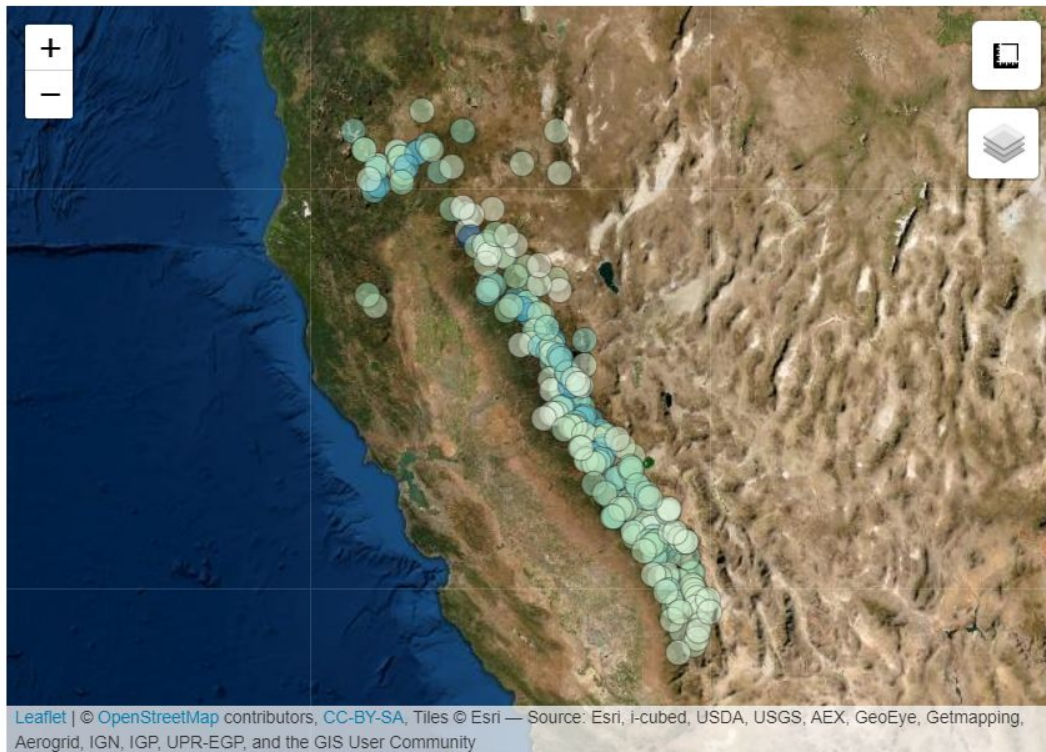 +
−
Leaflet | © OpenStreetMap contributors, CC-BY-SA, Tiles © Esri — Source: Esri, i-cubed, USDA, USGS, AEX, GeoEye, Getmapping,
Aerogrid, IGN, IGP, UPR-EGP, and the GIS User Community